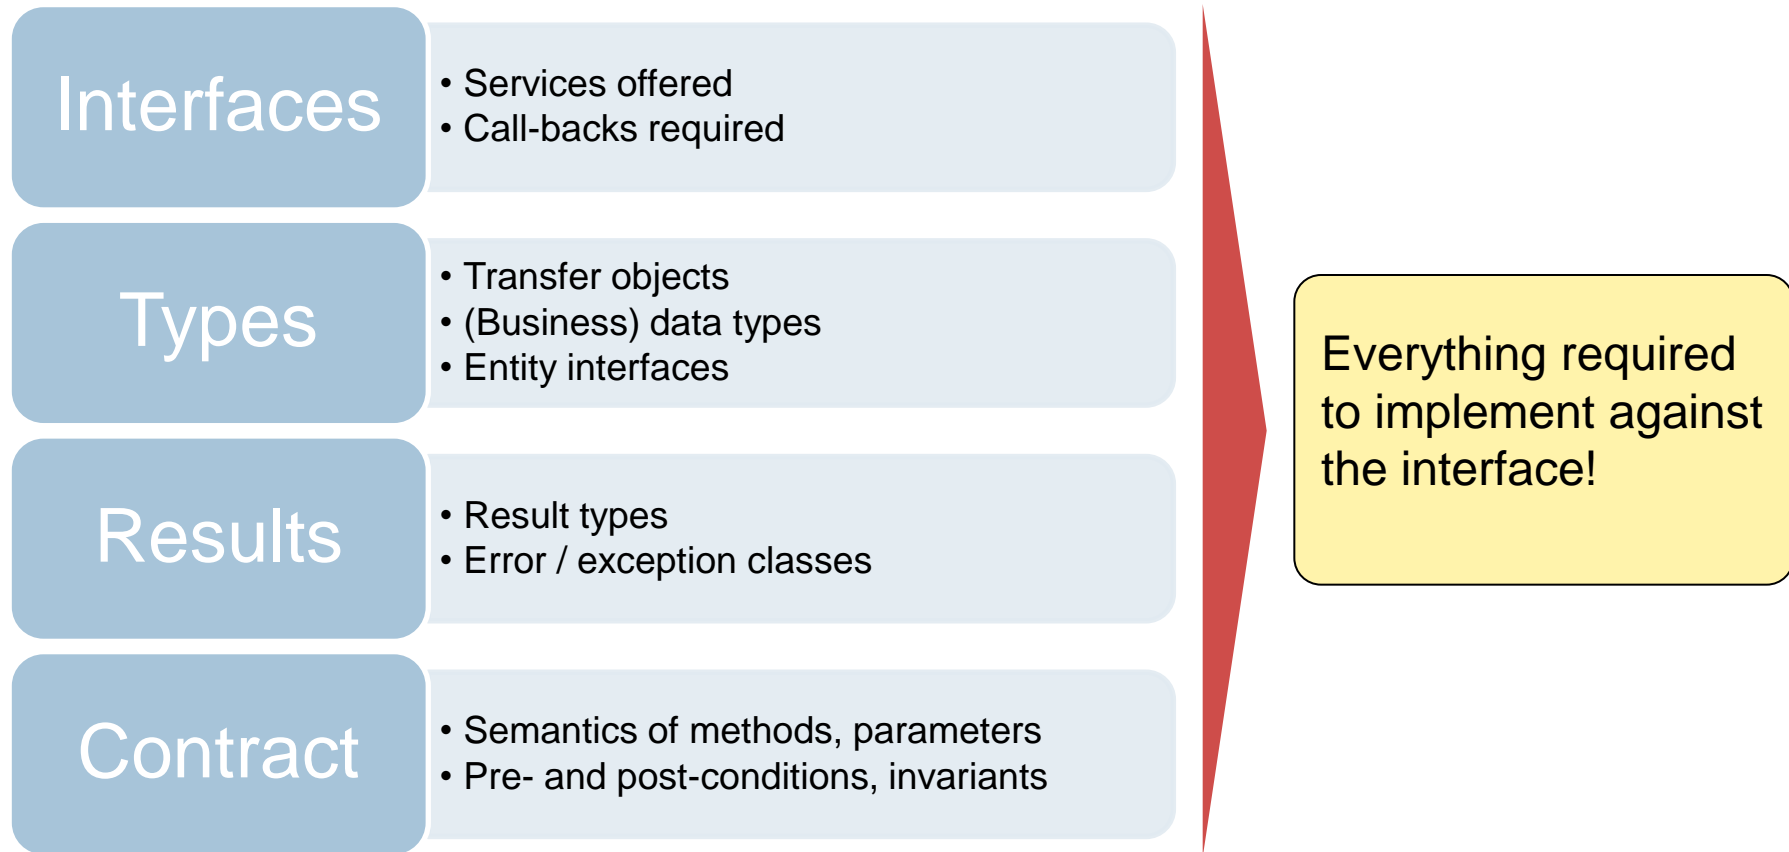 Interfaces
• Services offered
• Call-backs required
Types
• Transfer objects
• (Business) data types
• Entity interfaces
Results
• Result types
• Error / exception classes
Contract
• Semantics of methods, parameters
• Pre- and post-conditions, invariants
Everything required
to implement against
the interface!